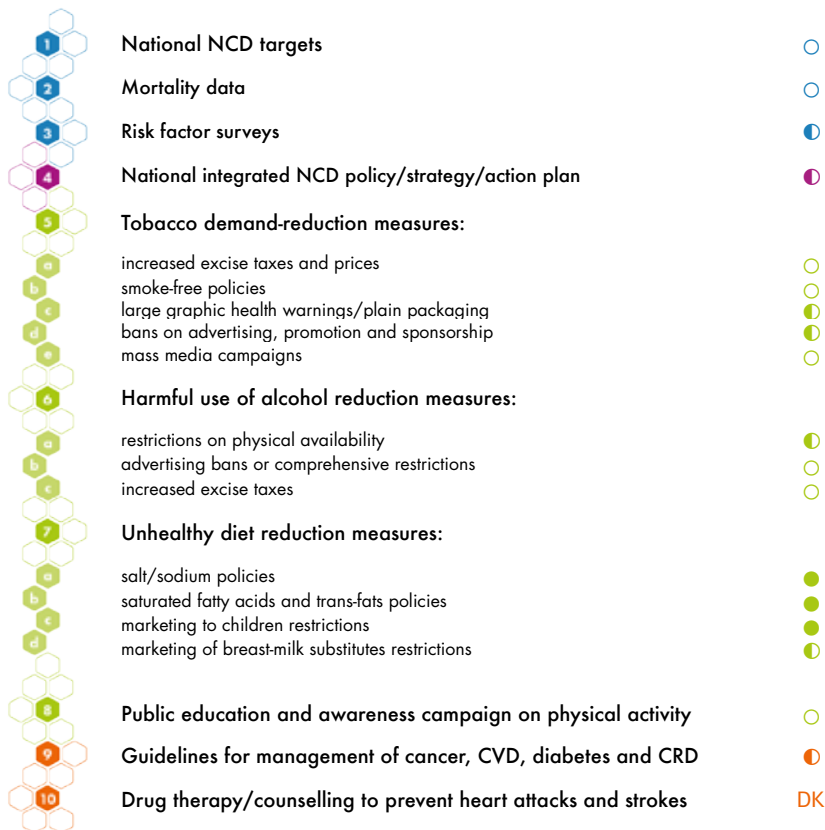 1 National NCD targets
2 Mortality data
3 Risk factor surveys
4 National integrated NCD policy/strategy/action plan
5 Tobacco demand-reduction measures:
a increased excise taxes and prices
b smoke-free policies
c large graphic health warnings/plain packaging
d bans on advertising, promotion and sponsorship
e mass media campaigns
6 Harmful use of alcohol reduction measures:
a restrictions on physical availability
b advertising bans or comprehensive restrictions
c increased excise taxes
7 Unhealthy diet reduction measures:
a salt/sodium policies
b saturated fatty acids and trans-fats policies
c marketing to children restrictions
d marketing of breast-milk substitutes restrictions
8 Public education and awareness campaign on physical activity
9 Guidelines for management of cancer, CVD, diabetes and CRD
10 Drug therapy/counselling to prevent heart attacks and strokes DK